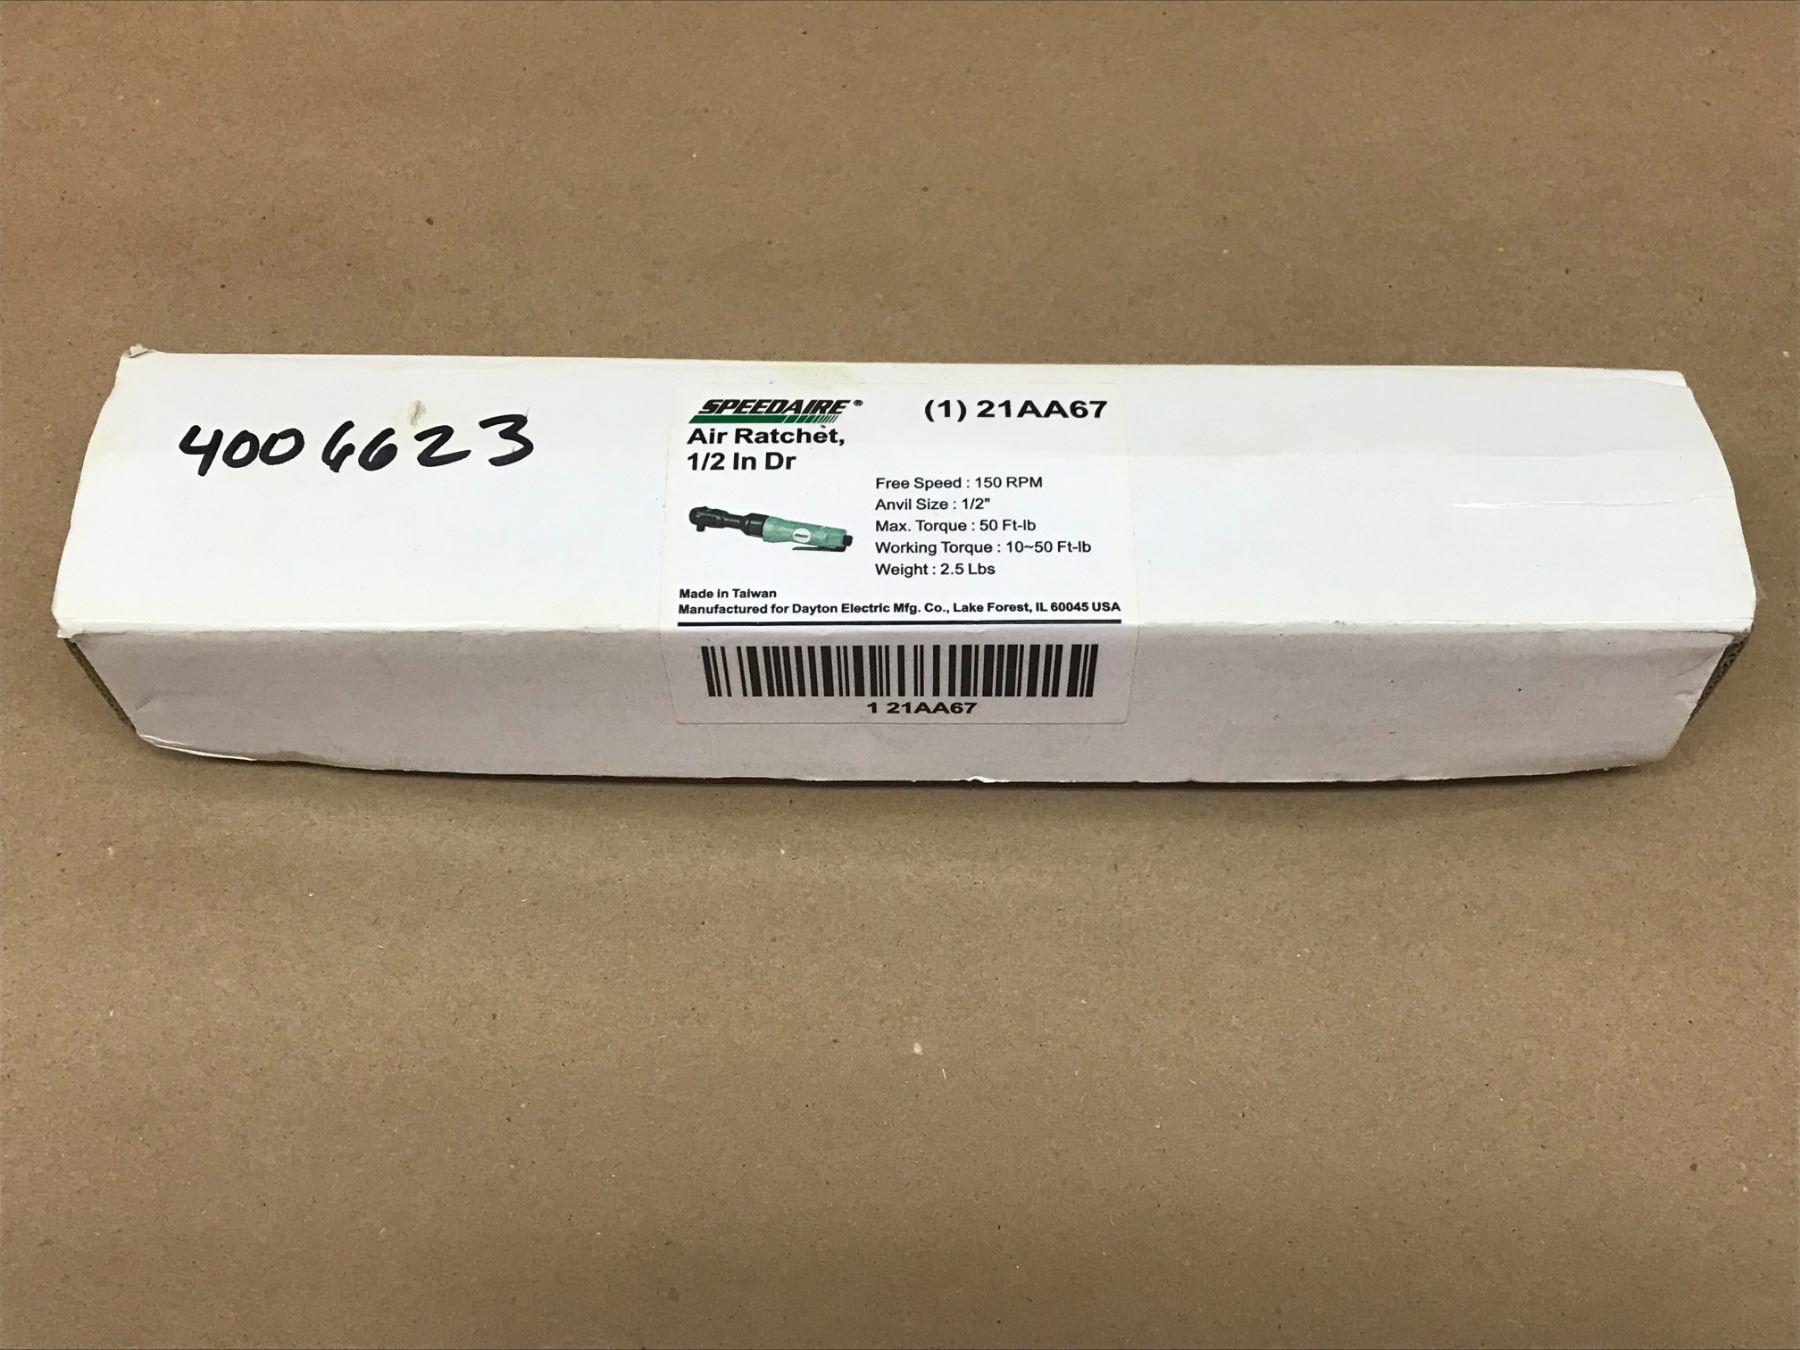 4006623
SPEEDAIRE®
(1) 21AA67
Air Ratchet,
1/2 In Dr
Free Speed : 150 RPM
Anvil Size : 1/2"
Max. Torque : 50 Ft-lb
Working Torque : 10~50 Ft-lb
Weight : 2.5 Lbs
Made in Taiwan
Manufactured for Dayton Electric Mfg. Co., Lake Forest, IL 60045 USA
1 21AA67